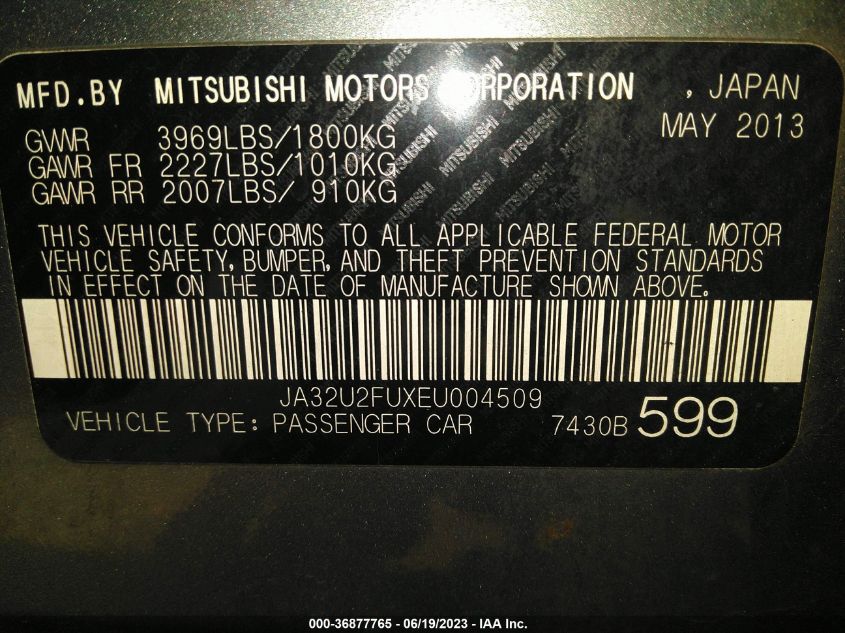 MFD.BY MITSUBISHI MOTORS CORPORATION , JAPAN
MAY 2013
GVWR 3969LBS/1800KG
GAWR FR 2227LBS/1010KG
GAWR RR 2007LBS/ 910KG
THIS VEHICLE CONFORMS TO ALL APPLICABLE FEDERAL MOTOR
VEHICLE SAFETY, BUMPER, AND THEFT PREVENTION STANDARDS
IN EFFECT ON THE DATE OF MANUFACTURE SHOWN ABOVE.
JA32U2FUXEU004509
VEHICLE TYPE: PASSENGER CAR 7430B 599
000-36877765 - 06/19/2023 - IAA Inc.